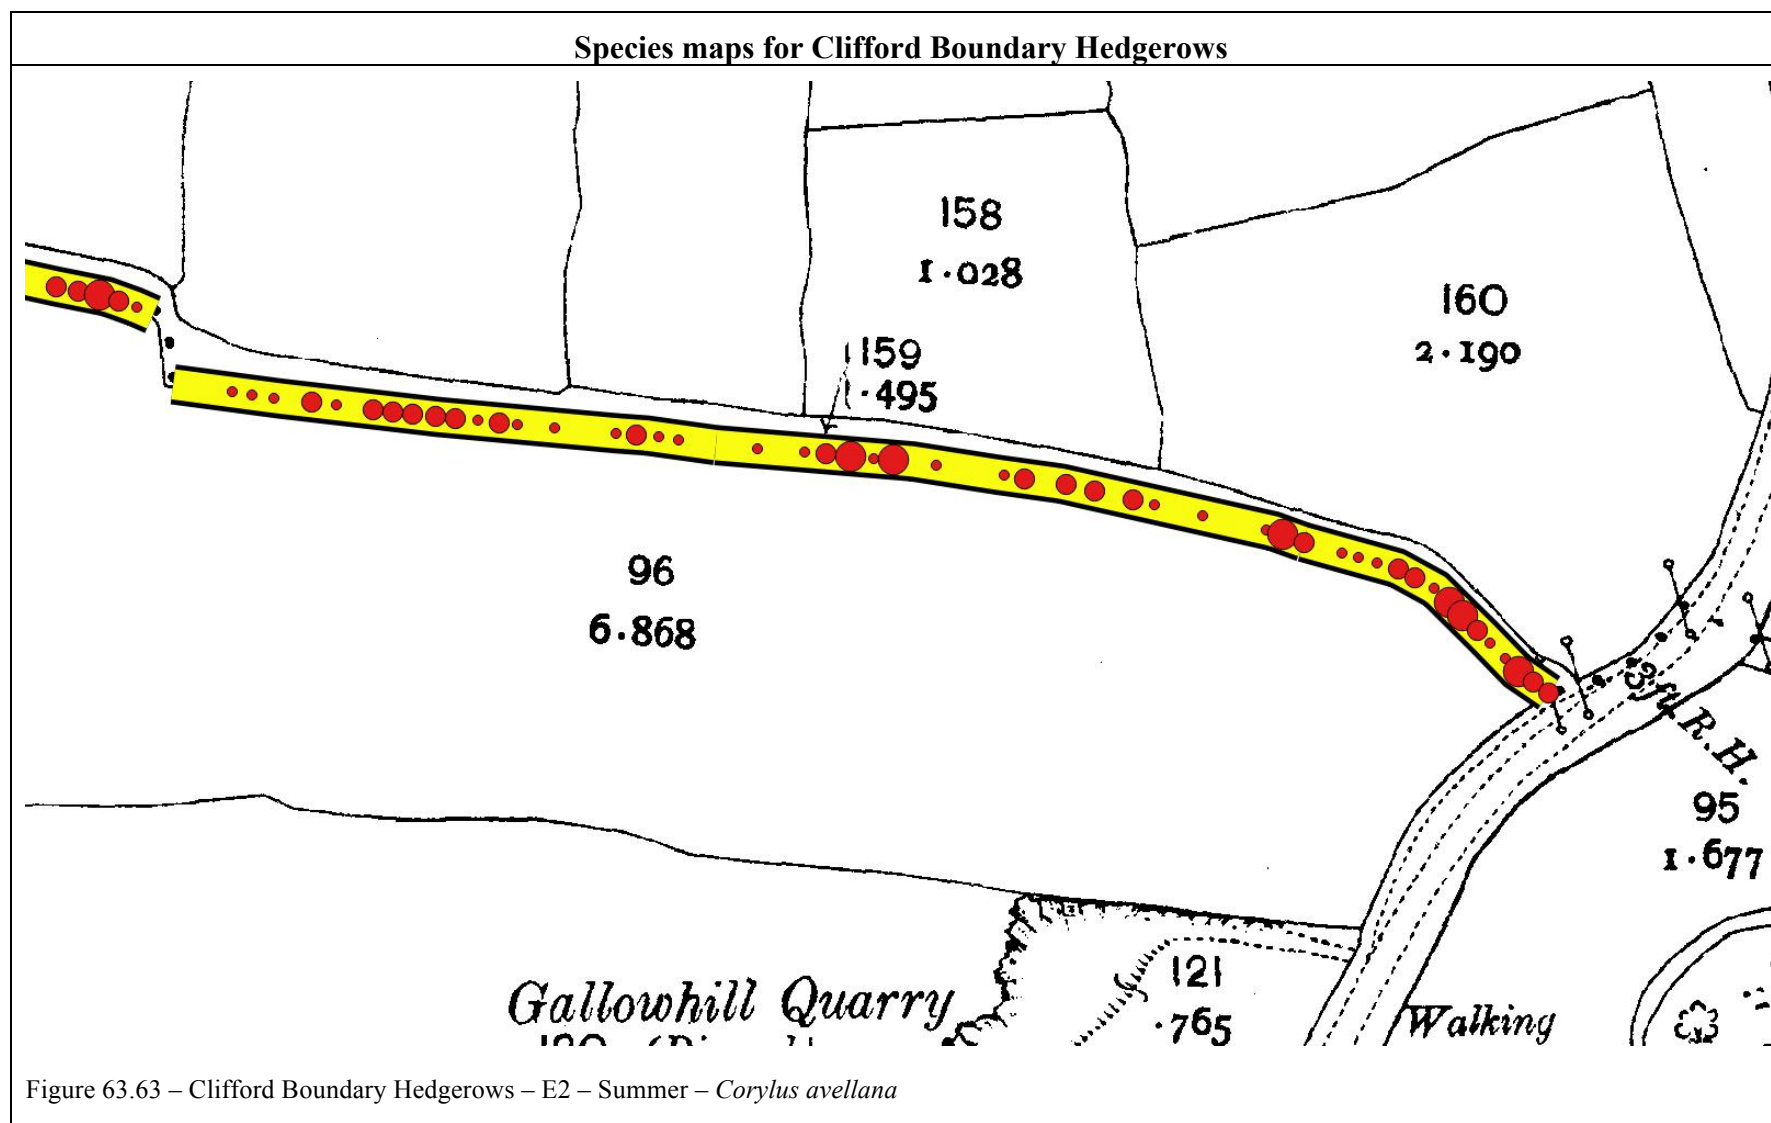 Species maps for Clifford Boundary Hedgerows
158
1.028
160
2.190
159
1.495
96
6.868
3ft R.H.
95
1.677
121
.765
Gallowhill Quarry
Walking
Figure 63.63 – Clifford Boundary Hedgerows – E2 – Summer – Corylus avellana